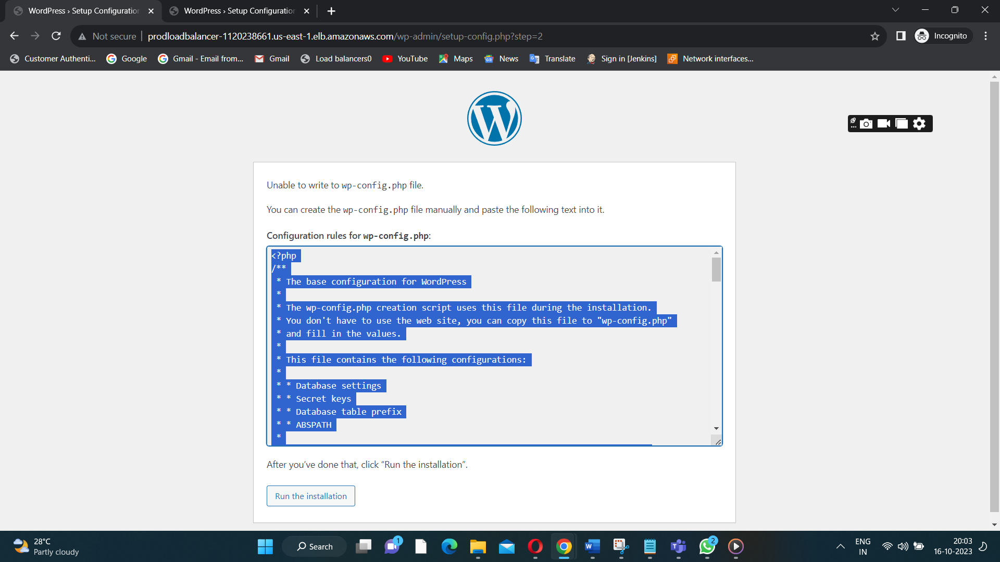 WordPress › Setup Configuration
WordPress › Setup Configuration
Not secure
prodloadbalancer-1120238661.us-east-1.elb.amazonaws.com/wp-admin/setup-config.php?step=2
Incognito
Customer Authenti...
Google
Gmail - Email from...
Gmail
Load balancers0
YouTube
Maps
News
Translate
Sign in [Jenkins]
Network interfaces...
Unable to write to wp-config.php file.
You can create the wp-config.php file manually and paste the following text into it.
Configuration rules for wp-config.php:
<?php
/**
* The base configuration for WordPress
*
* The wp-config.php creation script uses this file during the installation.
* You don't have to use the web site, you can copy this file to "wp-config.php"
* and fill in the values.
*
* This file contains the following configurations:
*
* * Database settings
* * Secret keys
* * Database table prefix
* * ABSPATH
*
After you’ve done that, click “Run the installation”.
Run the installation
28°C
Partly cloudy
Search
1
2
ENG
IN
20:03
16-10-2023